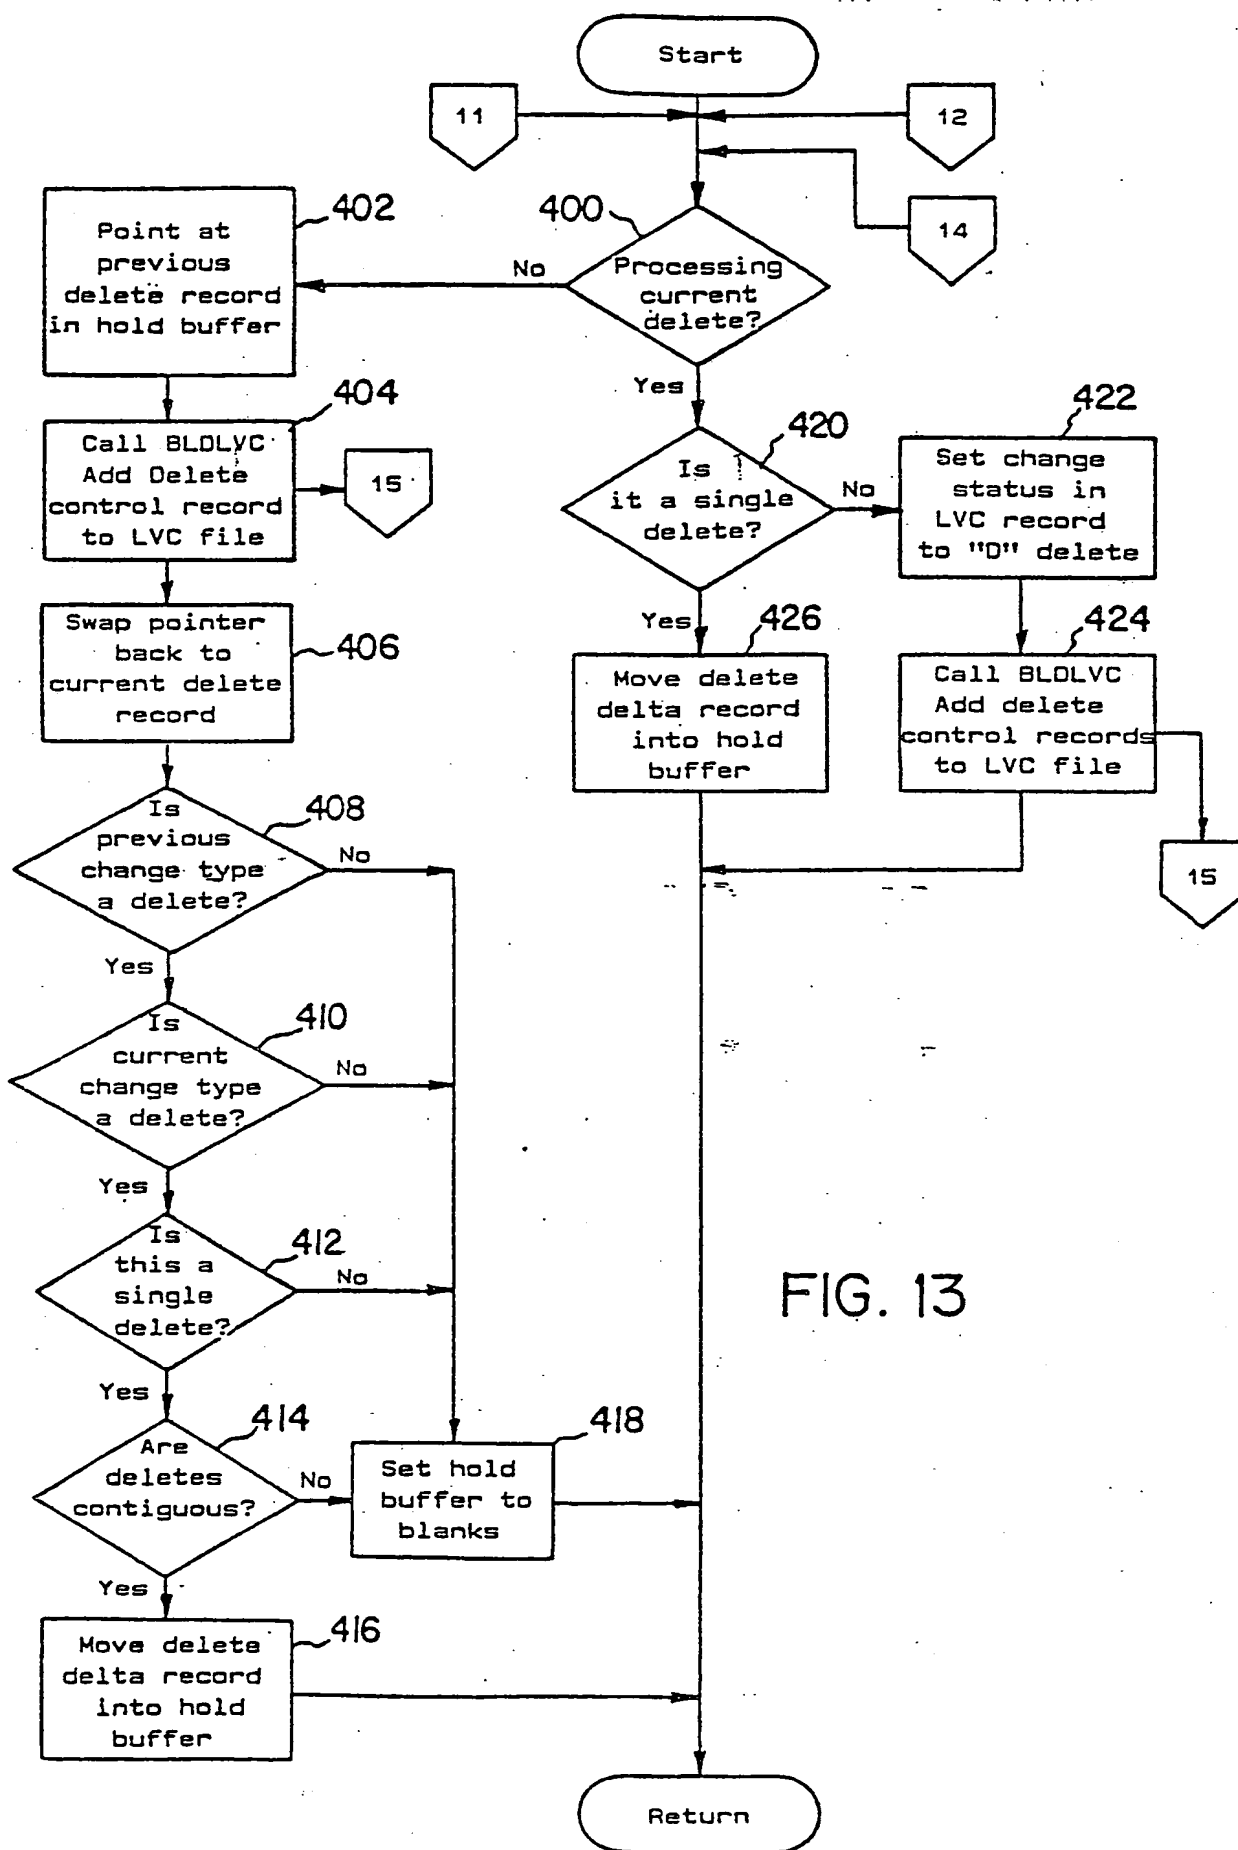 Start
11
12
14
400
Processing
current
delete?
No
Yes
402
Point at
previous
delete record
in hold buffer
404
Call BLDLVC
Add Delete
control record
to LVC file
15
406
Swap pointer
back to
current delete
record
408
Is
previous
change type
a delete?
No
Yes
410
Is
current
change type
a delete?
No
Yes
412
Is
this a
single
delete?
No
Yes
414
Are
deletes
contiguous?
No
Yes
416
Move delete
delta record
into hold
buffer
418
Set hold
buffer to
blanks
420
Is
it a single
delete?
No
Yes
422
Set change
status in
LVC record
to "D" delete
424
Call BLDLVC
Add delete
control records
to LVC file
15
426
Move delete
delta record
into hold
buffer
FIG. 13
Return